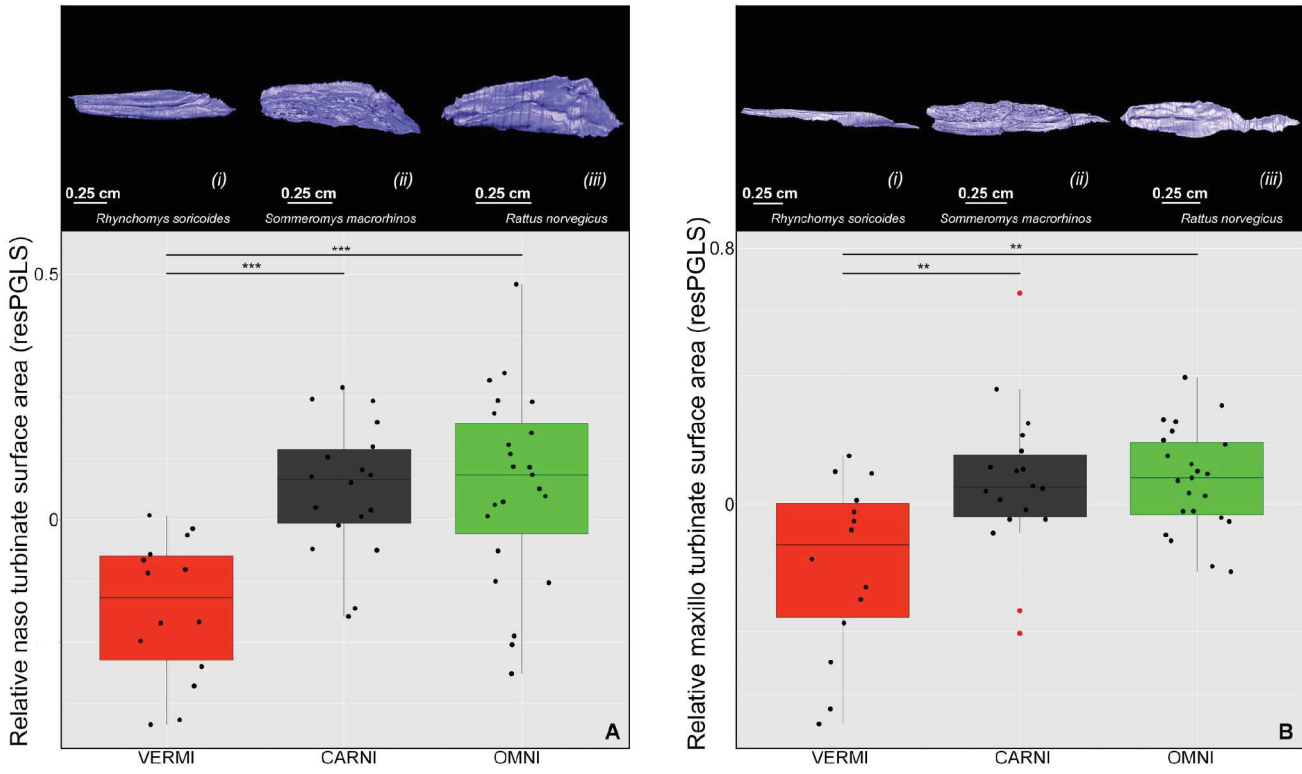 (i) (ii) (iii)
0.25 cm 0.25 cm 0.25 cm
Rhynchomys soricoides Sommeromys macrorhinos Rattus norvegicus
Relative naso turbinate surface area (resPGLS)
0.5
0
***
***
A
VERMI CARNI OMNI
(i) (ii) (iii)
0.25 cm 0.25 cm 0.25 cm
Rhynchomys soricoides Sommeromys macrorhinos Rattus norvegicus
Relative maxillo turbinate surface area (resPGLS)
0.8
0
**
**
B
VERMI CARNI OMNI